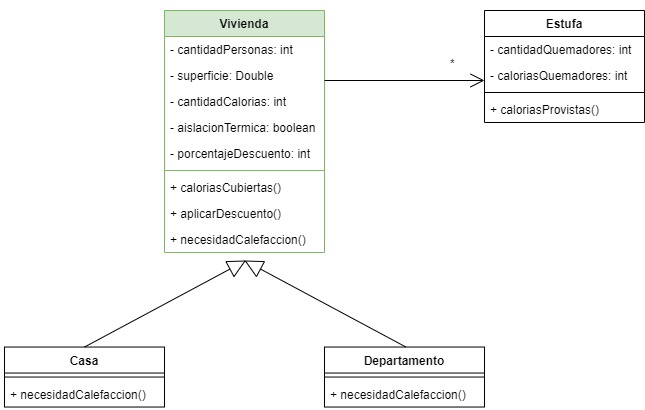 Vivienda
- cantidadPersonas: int
- superficie: Double
- cantidadCalorias: int
- aislacionTermica: boolean
- porcentajeDescuento: int
+ caloriasCubiertas()
+ aplicarDescuento()
+ necesidadCalefaccion()
*
Estufa
- cantidadQuemadores: int
- caloriasQuemadores: int
+ caloriasProvistas()
Casa
+ necesidadCalefaccion()
Departamento
+ necesidadCalefaccion()